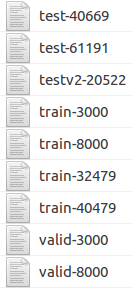 test-40669
test-61191
testv2-20522
train-3000
train-8000
train-32479
train-40479
valid-3000
valid-8000